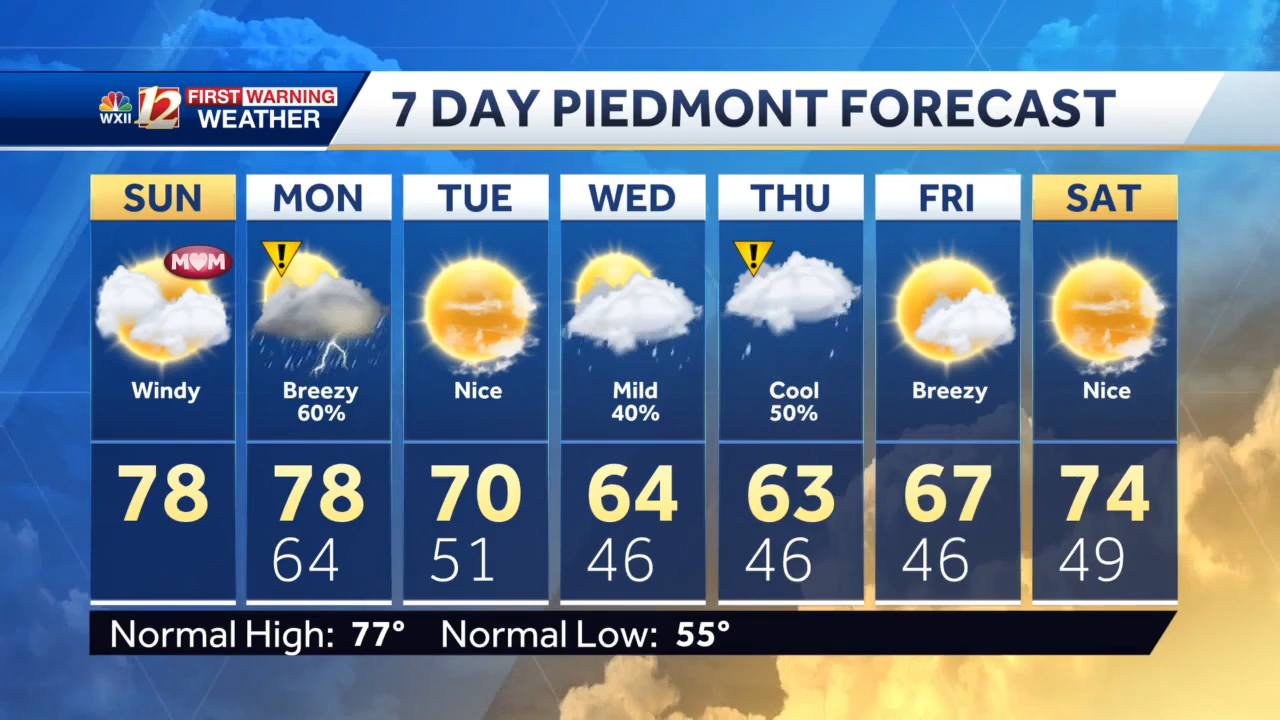 WXII 12 FIRST WARNING
WEATHER
7 DAY PIEDMONT FORECAST
SUN MON TUE WED THU FRI SAT
M♥M ! !
Windy Breezy Nice Mild Cool Breezy Nice
60% 40% 50%
78 78 70 64 63 67 74
64 51 46 46 46 49
Normal High: 77° Normal Low: 55°